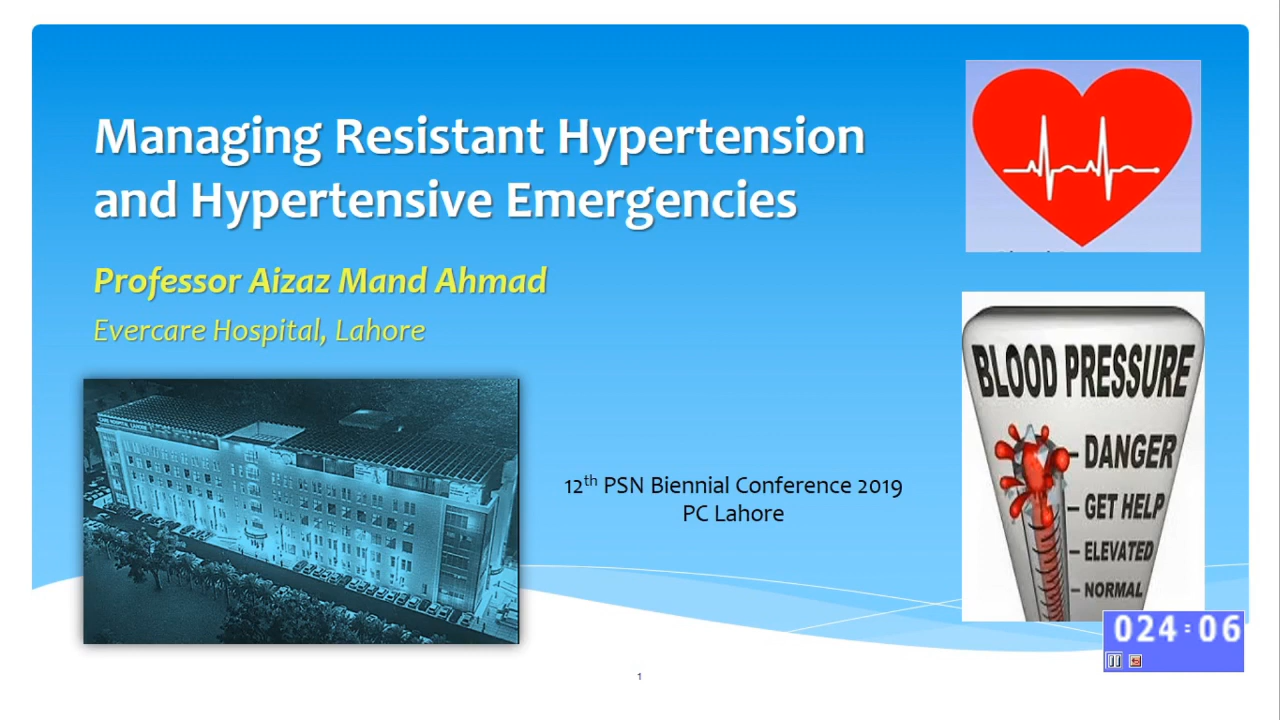 Managing Resistant Hypertension
and Hypertensive Emergencies
Professor Aizaz Mand Ahmad
Evercare Hospital, Lahore
12th PSN Biennial Conference 2019
PC Lahore
BLOOD PRESSURE
DANGER
GET HELP
ELEVATED
NORMAL
024:06
1